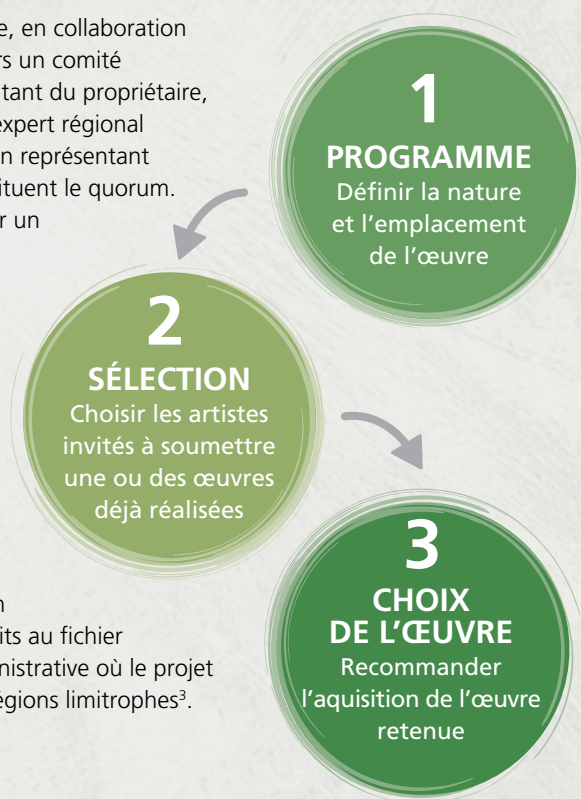 e, en collaboration
rs un comité
tant du propriétaire,
expert régional
n représentant
ituent le quorum.
r un
1
PROGRAMME
Définir la nature
et l'emplacement
de l'œuvre
2
SÉLECTION
Choisir les artistes
invités à soumettre
une ou des œuvres
déjà réalisées
3
CHOIX
DE L'ŒUVRE
Recommander
l'aquisition de l'œuvre
retenue
n
its au fichier
nistrative où le projet
égions limitrophes³.